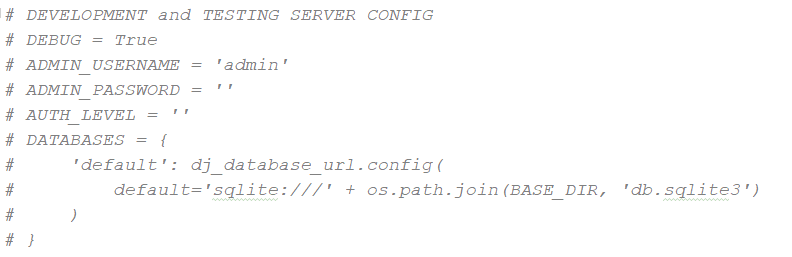 # DEVELOPMENT and TESTING SERVER CONFIG
# DEBUG = True
# ADMIN_USERNAME = 'admin'
# ADMIN_PASSWORD = ''
# AUTH_LEVEL = ''
# DATABASES = {
#     'default': dj_database_url.config(
#         default='sqlite:///' + os.path.join(BASE_DIR, 'db.sqlite3')
#     )
# }